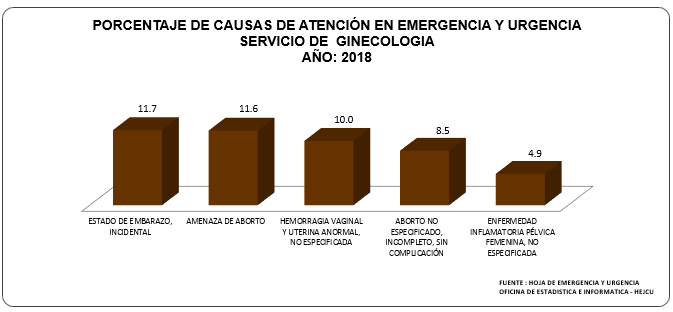 PORCENTAJE DE CAUSAS DE ATENCIÓN EN EMERGENCIA Y URGENCIA
SERVICIO DE GINECOLOGIA
AÑO: 2018
11.7
11.6
10.0
8.5
4.9
ESTADO DE EMBARAZO,
INCIDENTAL
AMENAZA DE ABORTO
HEMORRAGIA VAGINAL
Y UTERINA ANORMAL,
NO ESPECIFICADA
ABORTO NO
ESPECIFICADO,
INCOMPLETO, SIN
COMPLICACIÓN
ENFERMEDAD
INFLAMATORIA PÉLVICA
FEMENINA, NO
ESPECIFICADA
FUENTE : HOJA DE EMERGENCIA Y URGENCIA
OFICINA DE ESTADISTICA E INFORMATICA - HEJCU